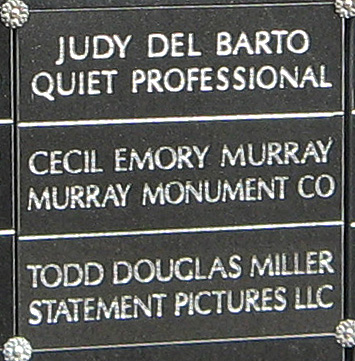 JUDY DEL BARTO
QUIET PROFESSIONAL
CECIL EMORY MURRAY
MURRAY MONUMENT CO
TODD DOUGLAS MILLER
STATEMENT PICTURES LLC